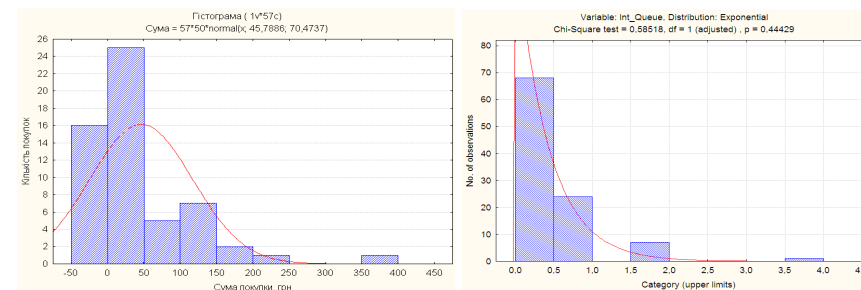 Гістограма ( 1v*57c)
Сума = 57*50*normal(x; 45,7886; 70,4737)
26
24
22
20
18
16
14
12
10
8
6
4
2
0
Кількість покупок
-50 0 50 100 150 200 250 300 350 400 450
Сума покупки, грн
Variable: Int_Queue, Distribution: Exponential
Chi-Square test = 0,58518, df = 1 (adjusted) , p = 0,44429
80
70
60
50
40
30
20
10
0
No. of observations
0.0 0.5 1.0 1.5 2.0 2.5 3.0 3.5 4.0
Category (upper limits)